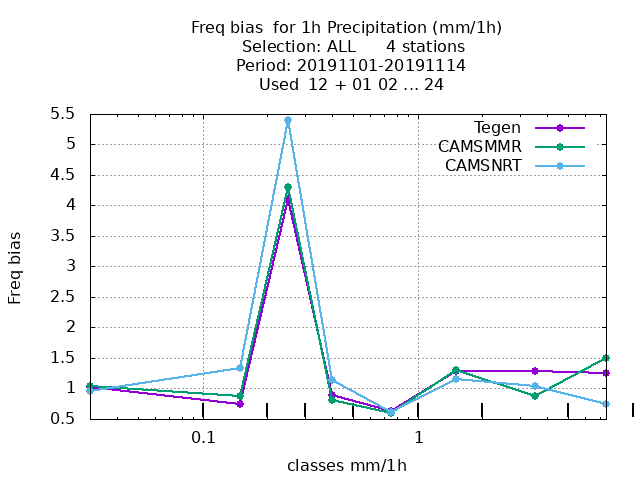 Freq bias  for 1h Precipitation (mm/1h)
Selection: ALL      4 stations
Period: 20191101-20191114
Used  12 + 01 02 ... 24
5.5
5
4.5
4
3.5
3
2.5
2
1.5
1
0.5
Freq bias
Tegen
CAMSMMR
CAMSNRT
0.1
1
classes mm/1h